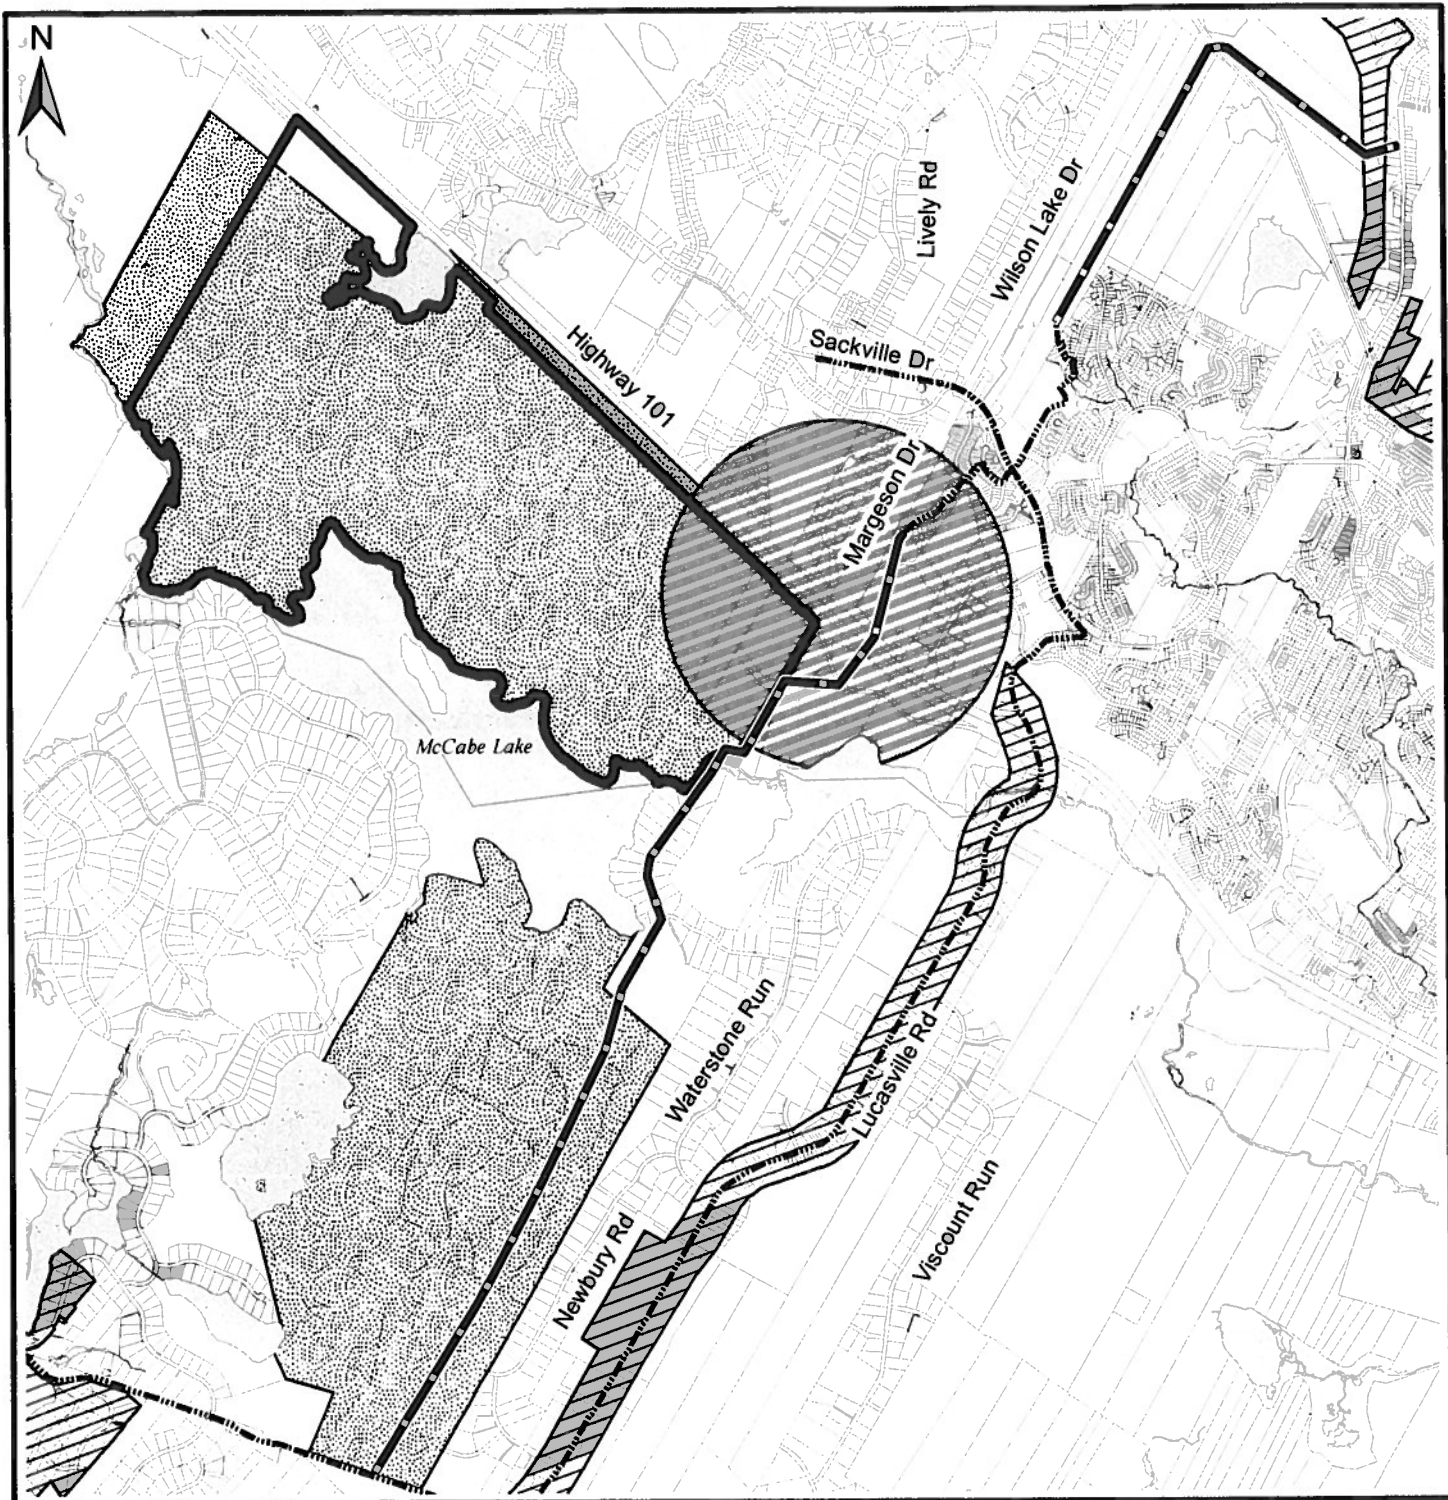 N
Lively Rd
Wilson Lake Dr
Sackville Dr
Highway 101
Margeson Dr
McCabe Lake
Waterstone Run
Lucasville Rd
Viscount Run
Newbury Rd